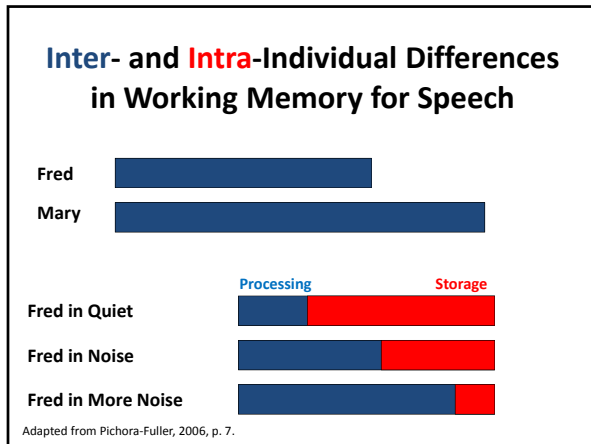 Inter- and Intra-Individual Differences
in Working Memory for Speech
Fred
Mary
Processing Storage
Fred in Quiet
Fred in Noise
Fred in More Noise
Adapted from Pichora-Fuller, 2006, p. 7.